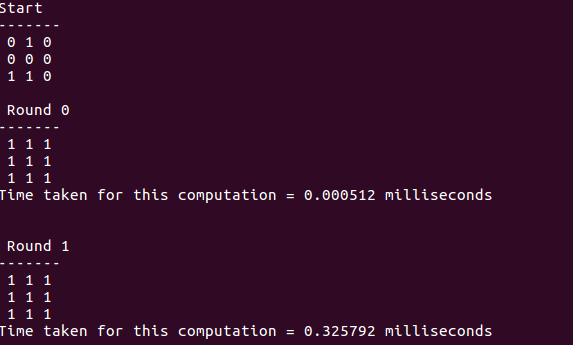 Start
-------
0 1 0
0 0 0
1 1 0
Round 0
-------
1 1 1
1 1 1
1 1 1
Time taken for this computation = 0.000512 milliseconds
Round 1
-------
1 1 1
1 1 1
1 1 1
Time taken for this computation = 0.325792 milliseconds